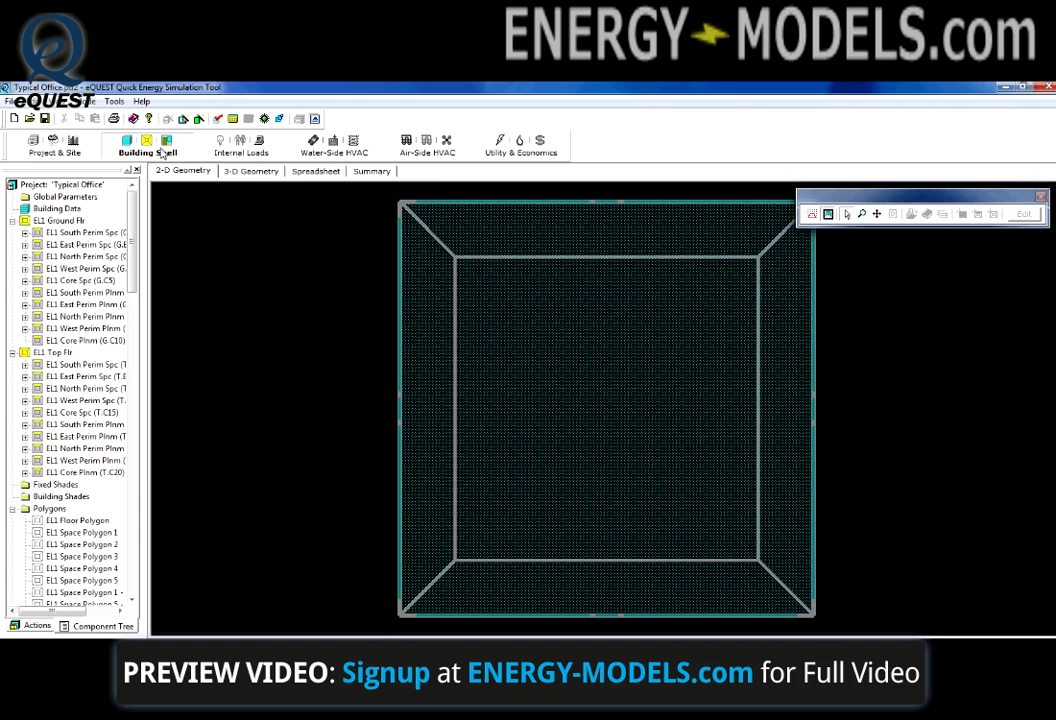 ENERGY MODELS.com
eQUEST
Typical Office.pd2 - eQUEST Quick Energy Simulation Tool
Tools Help
Project & Site
Building Shell
Internal Loads
Water-Side HVAC
Air-Side HVAC
Utility & Economics
2-D Geometry
3-D Geometry
Spreadsheet
Summary
Project: 'Typical Office'
Global Parameters
Building Data
EL1 Ground Flr
EL1 South Perim Spc (G.
EL1 East Perim Spc (G.E
EL1 North Perim Spc (G.
EL1 West Perim Spc (G.
EL1 Core Spc (G.C5)
EL1 South Perim Plnm
EL1 East Perim Plnm (
EL1 North Perim Plnm
EL1 West Perim Plnm (
EL1 Core Plnm (G.C10)
EL1 Top Flr
EL1 South Perim Spc (T.
EL1 East Perim Spc (T.E
EL1 North Perim Spc (T.
EL1 West Perim Spc (T.
EL1 Core Spc (T.C15)
EL1 South Perim Plnm
EL1 East Perim Plnm (T
EL1 North Perim Plnm
EL1 West Perim Plnm (
EL1 Core Plnm (T.C20)
Fixed Shades
Building Shades
Polygons
EL1 Floor Polygon
EL1 Space Polygon 1
EL1 Space Polygon 2
EL1 Space Polygon 3
EL1 Space Polygon 4
EL1 Space Polygon 5
EL1 Space Polygon 1 -
EL1 Space Polygon 5 -
Actions
Component Tree
Edit
PREVIEW VIDEO: Signup at ENERGY-MODELS.com for Full Video